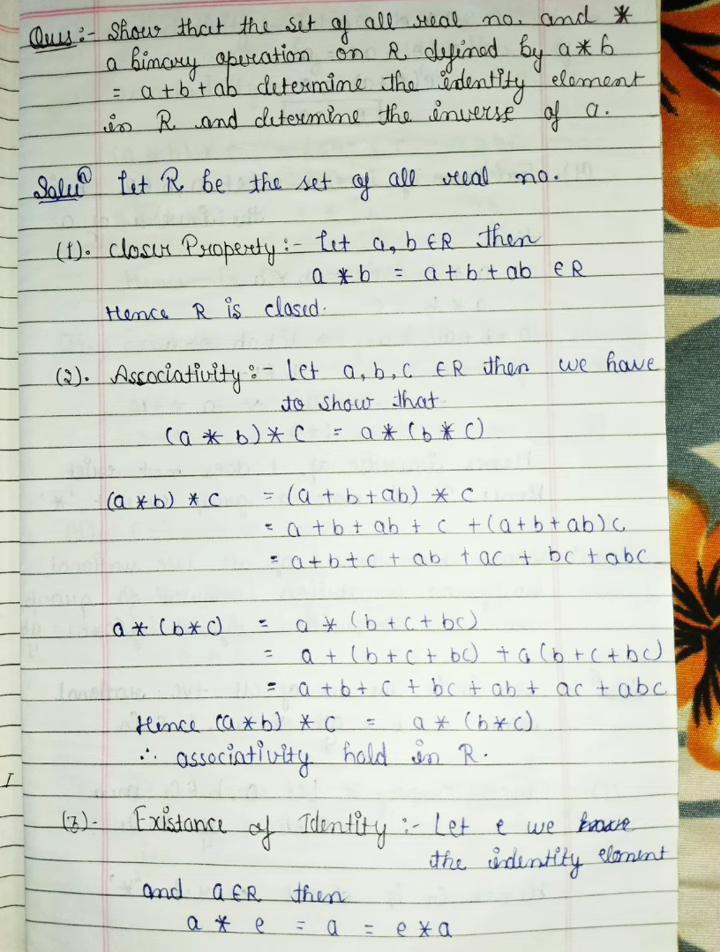 Ques :- Show that the set of all real no. and *
a binary operation on R defined by a * b
= a + b + ab determine the identity element
in R and determine the inverse of a.
Soluⁿ Let R be the set of all real no.
(1). Closur Property :- Let a, b ∈R then
a * b = a + b + ab ∈ R
Hence R is closed.
(2). Associativity :- Let a, b, c ∈R then we have
to show that
(a * b) * c = a * (b * c)
(a * b) * c = (a + b + ab) * c
= a + b + ab + c + (a + b + ab) c
= a + b + c + ab + ac + bc + abc
a * (b * c) = a * (b + c + bc)
= a + (b + c + bc) + a (b + c + bc)
= a + b + c + bc + ab + ac + abc
Hence (a * b) * c = a * (b * c)
∴ associativity hold in R.
I
(3)- Existance of Identity :- Let e we have
the identity elament
and a∈R then
a * e = a = e * a